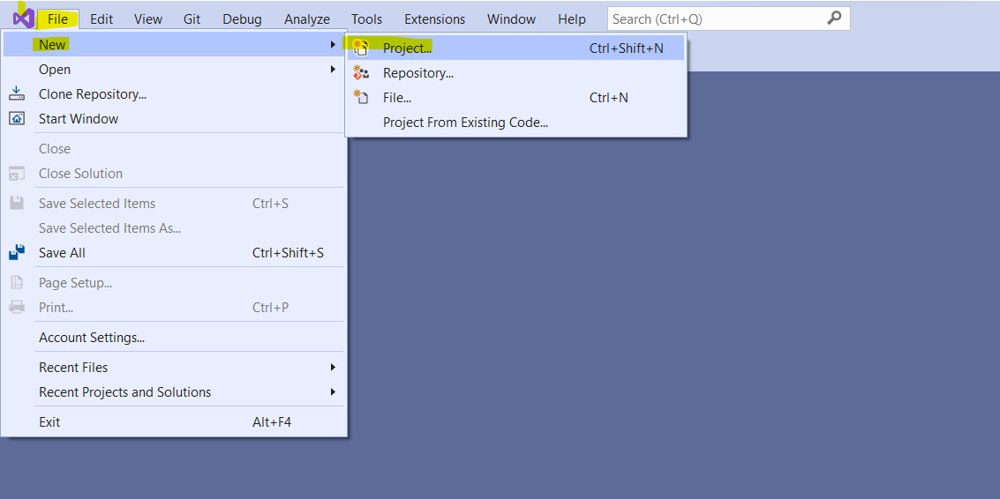 File Edit View Git Debug Analyze Tools Extensions Window Help Search (Ctrl+Q)
New
Project... Ctrl+Shift+N
Open
Repository...
Clone Repository...
File... Ctrl+N
Start Window
Project From Existing Code...
Close
Close Solution
Save Selected Items Ctrl+S
Save Selected Items As...
Save All Ctrl+Shift+S
Page Setup...
Print... Ctrl+P
Account Settings...
Recent Files
Recent Projects and Solutions
Exit Alt+F4